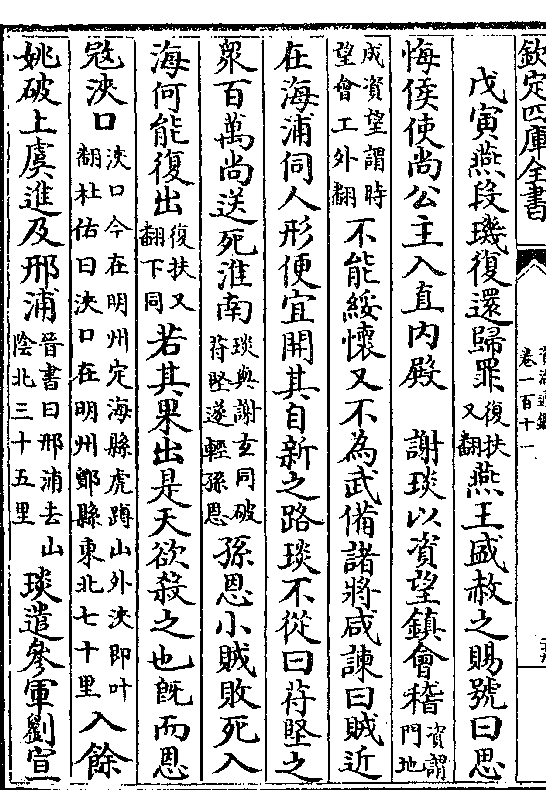 欽定四庫全書 資治通鑑 卷一百十一
戊寅燕段璣復還歸罪復扶又翻燕王盛赦之賜號曰思
悔侯使尚公主入直内殿 謝琰以資望鎮會稽資謂門地
成資望謂時望會工外翻不能綏懷又不為武備諸將咸諫曰賊近
在海浦伺人形便宜開其自新之路琰不從曰苻堅之
衆百萬尚送死淮南琰與謝玄同破苻堅遂輕孫恩孫恩小賊敗死入
海何能復出復扶又翻下同若其果出是天欲殺之也旣而恩
宼浹口浹口今在明州定海縣虎蹲山外浹即叶翻杜佑曰浹口在明州鄮縣東北七十里入餘
姚破上虞進及邢浦晉書曰邢浦去山陰北三十五里琰遣參軍劉宣